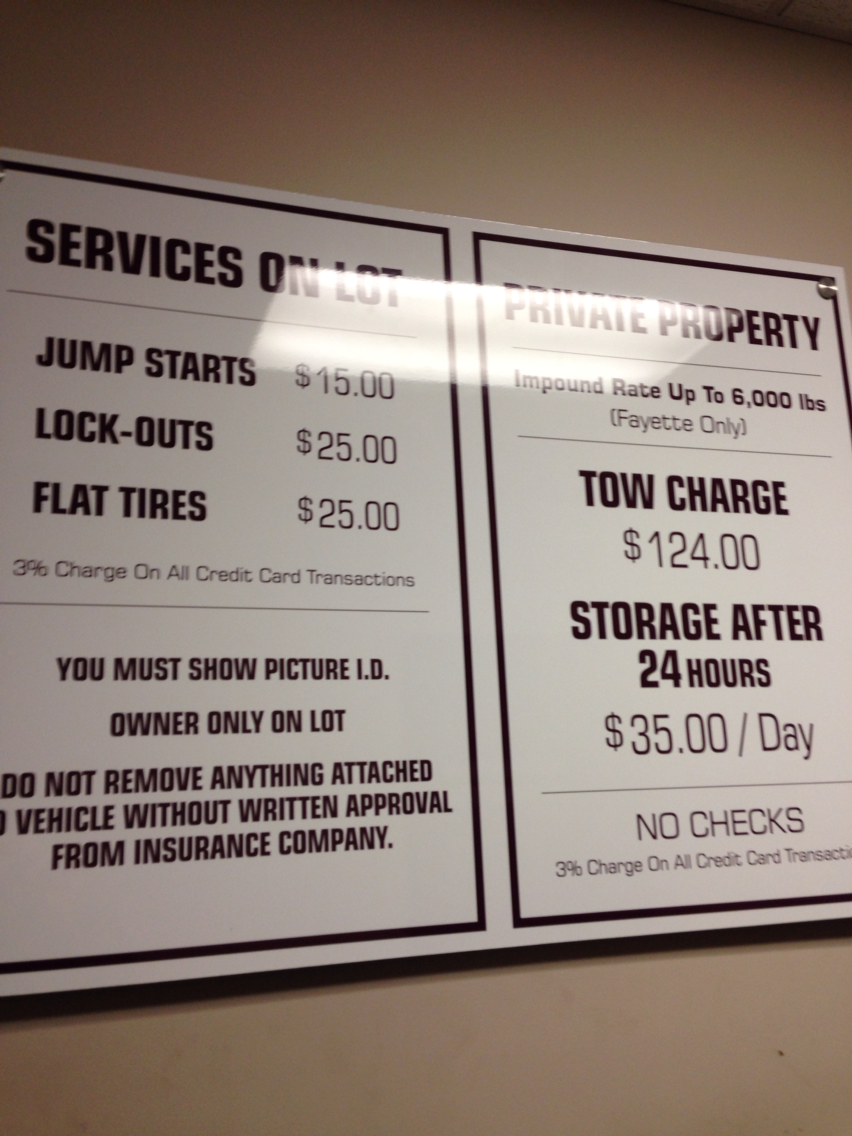 SERVICES ON LOT
JUMP STARTS $15.00
LOCK-OUTS $25.00
FLAT TIRES $25.00
3% Charge On All Credit Card Transactions
YOU MUST SHOW PICTURE I.D.
OWNER ONLY ON LOT
DO NOT REMOVE ANYTHING ATTACHED
VEHICLE WITHOUT WRITTEN APPROVAL
FROM INSURANCE COMPANY.
PRIVATE PROPERTY
Impound Rate Up To 6,000 lbs
(Fayette Only)
TOW CHARGE
$124.00
STORAGE AFTER
24 HOURS
$35.00 / Day
NO CHECKS
3% Charge On All Credit Card